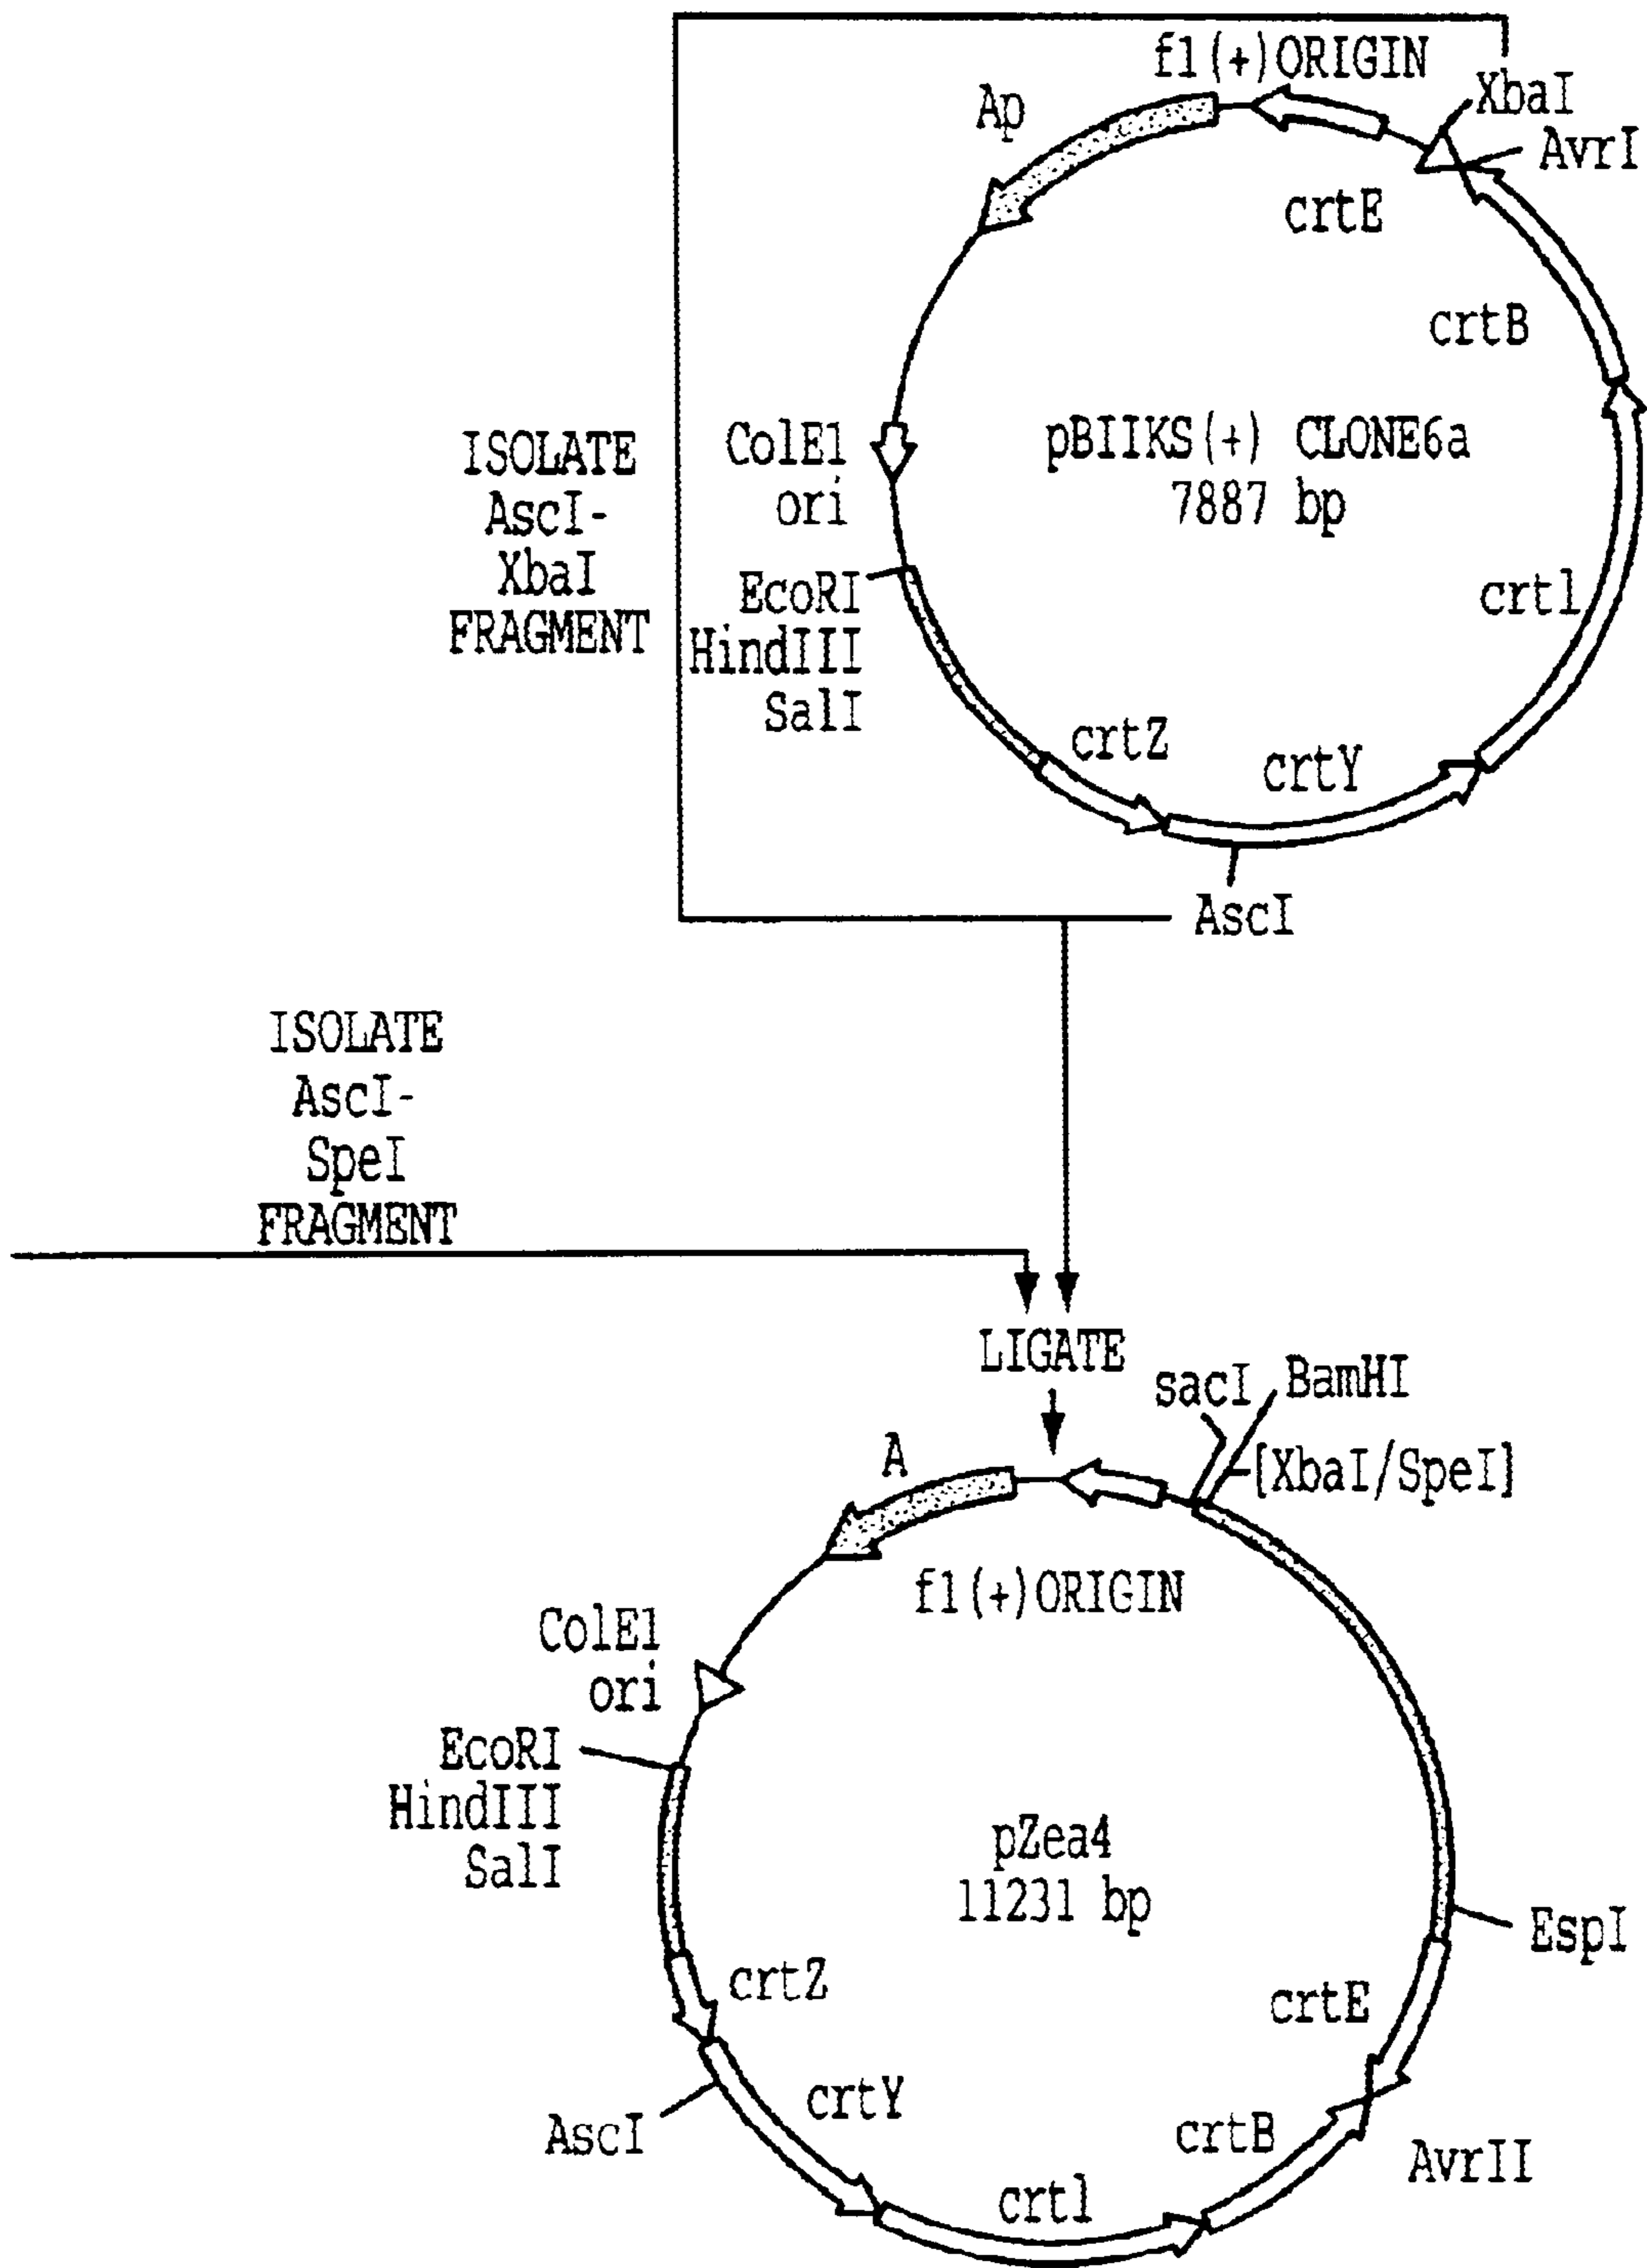 f1(+)ORIGIN
Ap
XbaI
AvrI
crtE
crtB
ISOLATE
AscI-
XbaI
FRAGMENT
ColE1
ori
pBIIKS(+) CLONE6a
7887 bp
EcoRI
HindIII
SalI
crtl
crtZ
crtY
AscI
ISOLATE
AscI-
SpeI
FRAGMENT
LIGATE
sacI
BamHI
[XbaI/SpeI]
A
f1(+)ORIGIN
ColE1
ori
EcoRI
HindIII
SalI
pZea4
11231 bp
EspI
crtZ
crtE
AscI
crtY
crtB
AvrII
crtl